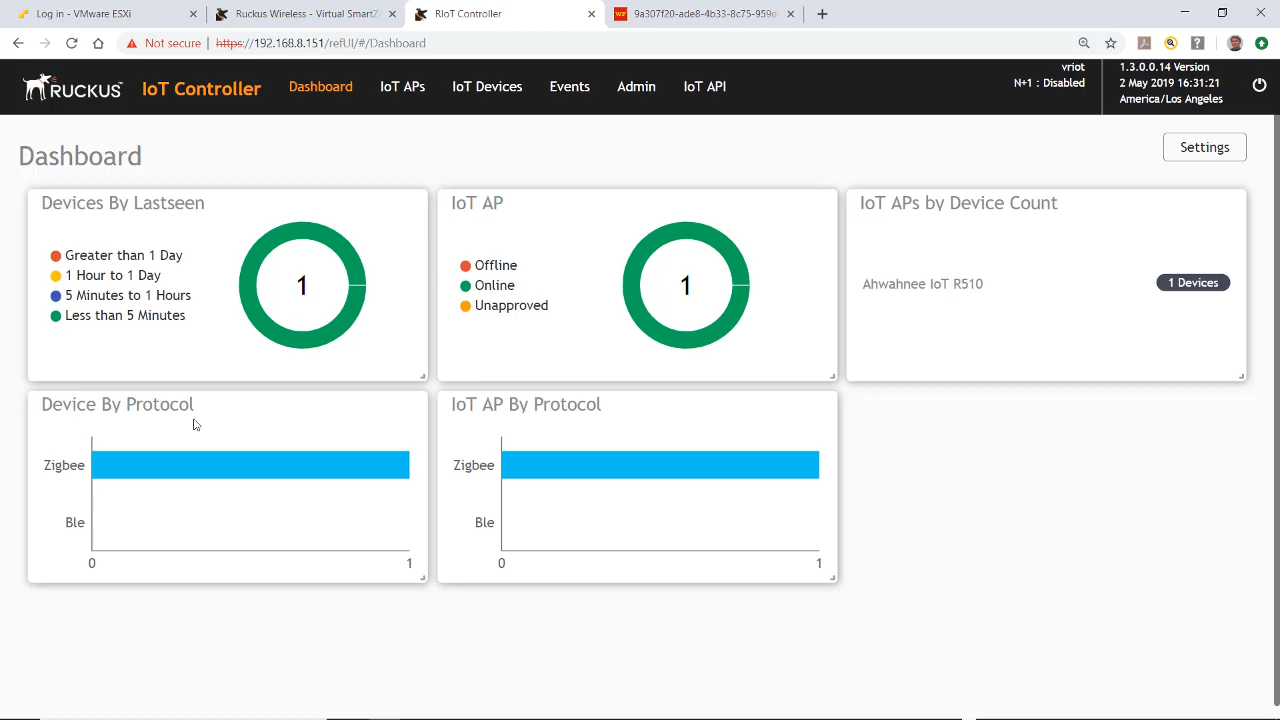 Log in - VMware ESXi
Ruckus Wireless - Virtual SmartZ
RIoT Controller
WF 9a307f20-ade8-4b33-8c75-959d
Not secure | https://192.168.8.151/refUI/#/Dashboard
RUCKUS IoT Controller Dashboard IoT APs IoT Devices Events Admin IoT API
vriot
N+1 : Disabled
1.3.0.0.14 Version
2 May 2019 16:31:21
America/Los Angeles
Dashboard
Settings
Devices By Lastseen
Greater than 1 Day
1 Hour to 1 Day
5 Minutes to 1 Hours
Less than 5 Minutes
1
IoT AP
Offline
Online
Unapproved
1
IoT APs by Device Count
Ahwahnee IoT R510 1 Devices
Device By Protocol
Zigbee
Ble
0 1
IoT AP By Protocol
Zigbee
Ble
0 1